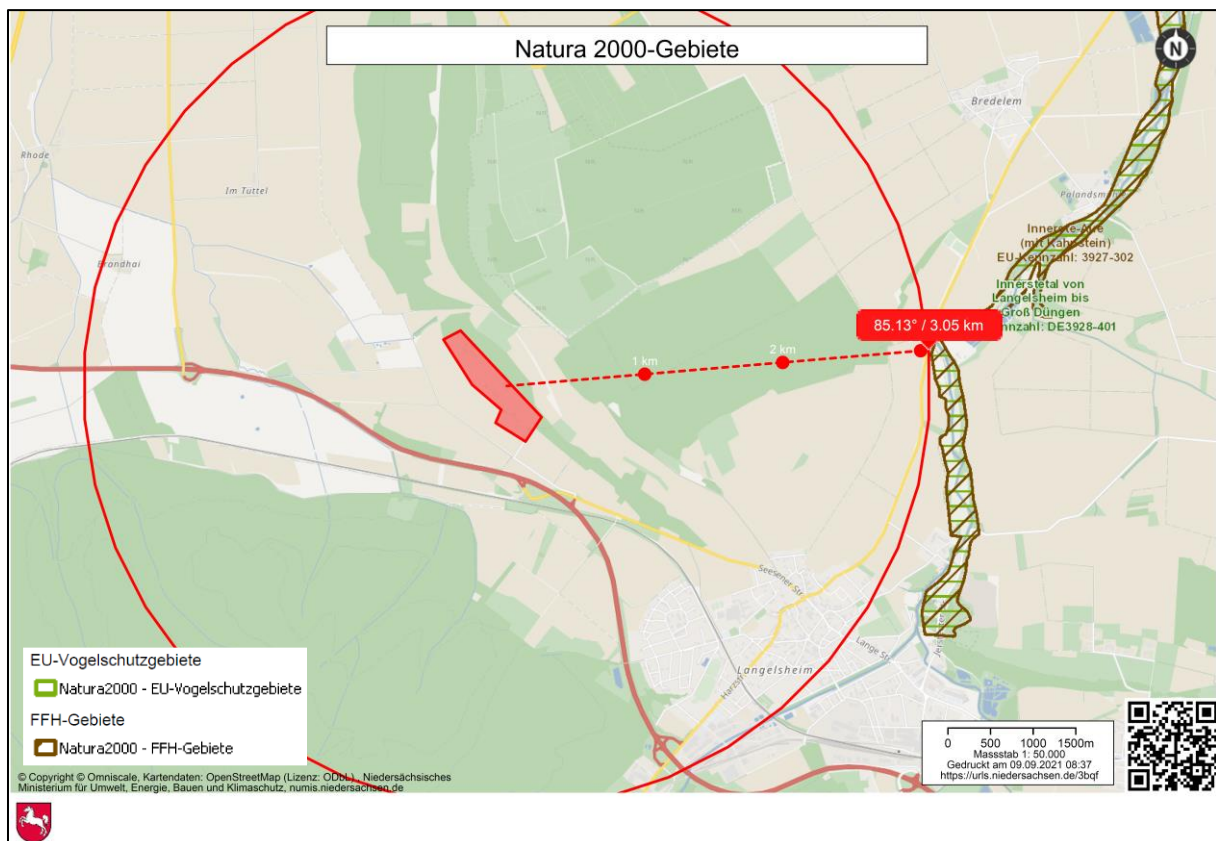 Natura 2000-Gebiete
N
Bredelem
Rhode
Im Tuttel
Innerste-Aue
(mit Kahnstein)
EU-Kennzahl: 3927-302
Brandhai
Innerstetal von
Langelsheim bis
Groß Düngen
nnzahl: DE3928-401
85.13° / 3.05 km
1 km
2 km
Seesener Str
Lange Str.
Langelsheim
Harzstr
EU-Vogelschutzgebiete
Natura2000 - EU-Vogelschutzgebiete
FFH-Gebiete
Natura2000 - FFH-Gebiete
0 500 1000 1500m
Massstab 1: 50.000
Gedruckt am 09.09.2021 08:37
https://urls.niedersachsen.de/3bqf
© Copyright © Omniscale, Kartendaten: OpenStreetMap (Lizenz: ODbL), Niedersächsisches
Ministerium für Umwelt, Energie, Bauen und Klimaschutz, numis.niedersachsen.de